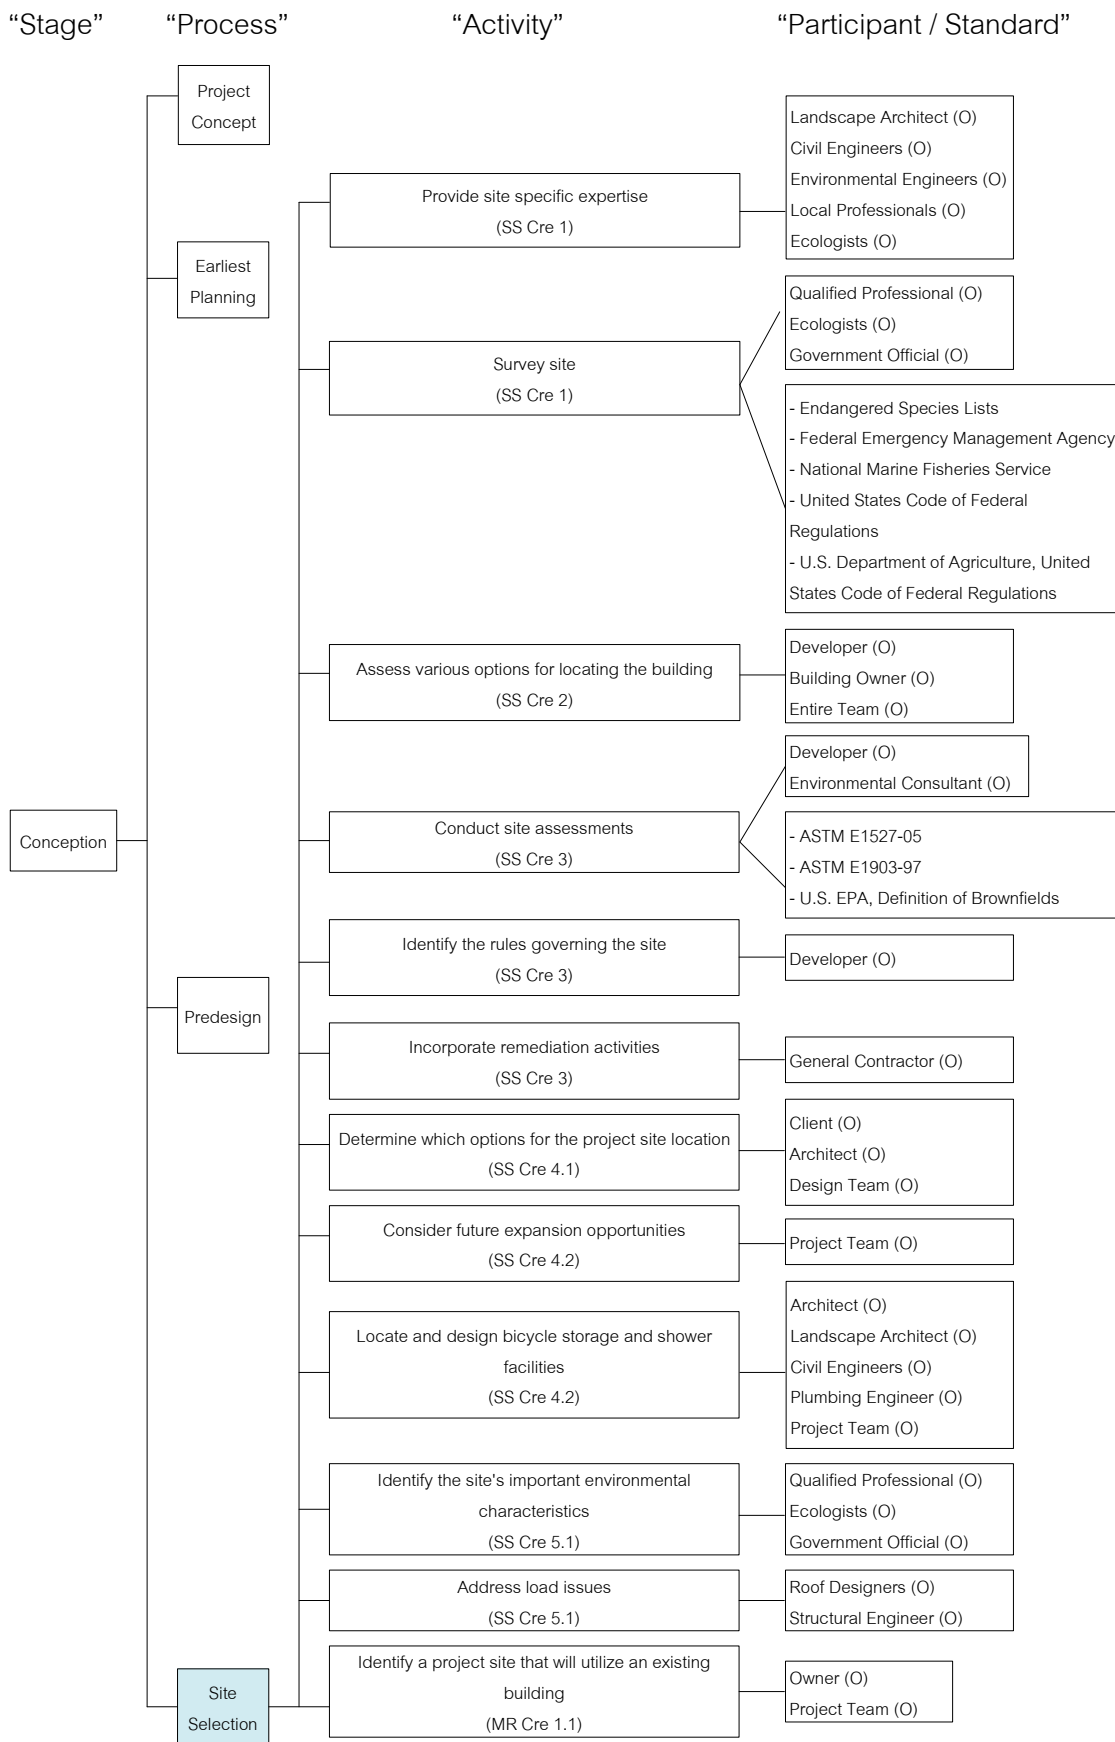 “Stage”
“Process”
“Activity”
“Participant / Standard”
Conception
Project
Concept
Earliest
Planning
Predesign
Site
Selection
Provide site specific expertise
(SS Cre 1)
Landscape Architect (O)
Civil Engineers (O)
Environmental Engineers (O)
Local Professionals (O)
Ecologists (O)
Survey site
(SS Cre 1)
Qualified Professional (O)
Ecologists (O)
Government Official (O)
- Endangered Species Lists
- Federal Emergency Management Agency
- National Marine Fisheries Service
- United States Code of Federal
Regulations
- U.S. Department of Agriculture, United
States Code of Federal Regulations
Assess various options for locating the building
(SS Cre 2)
Developer (O)
Building Owner (O)
Entire Team (O)
Conduct site assessments
(SS Cre 3)
Developer (O)
Environmental Consultant (O)
- ASTM E1527-05
- ASTM E1903-97
- U.S. EPA, Definition of Brownfields
Identify the rules governing the site
(SS Cre 3)
Developer (O)
Incorporate remediation activities
(SS Cre 3)
General Contractor (O)
Determine which options for the project site location
(SS Cre 4.1)
Client (O)
Architect (O)
Design Team (O)
Consider future expansion opportunities
(SS Cre 4.2)
Project Team (O)
Locate and design bicycle storage and shower
facilities
(SS Cre 4.2)
Architect (O)
Landscape Architect (O)
Civil Engineers (O)
Plumbing Engineer (O)
Project Team (O)
Identify the site's important environmental
characteristics
(SS Cre 5.1)
Qualified Professional (O)
Ecologists (O)
Government Official (O)
Address load issues
(SS Cre 5.1)
Roof Designers (O)
Structural Engineer (O)
Identify a project site that will utilize an existing
building
(MR Cre 1.1)
Owner (O)
Project Team (O)